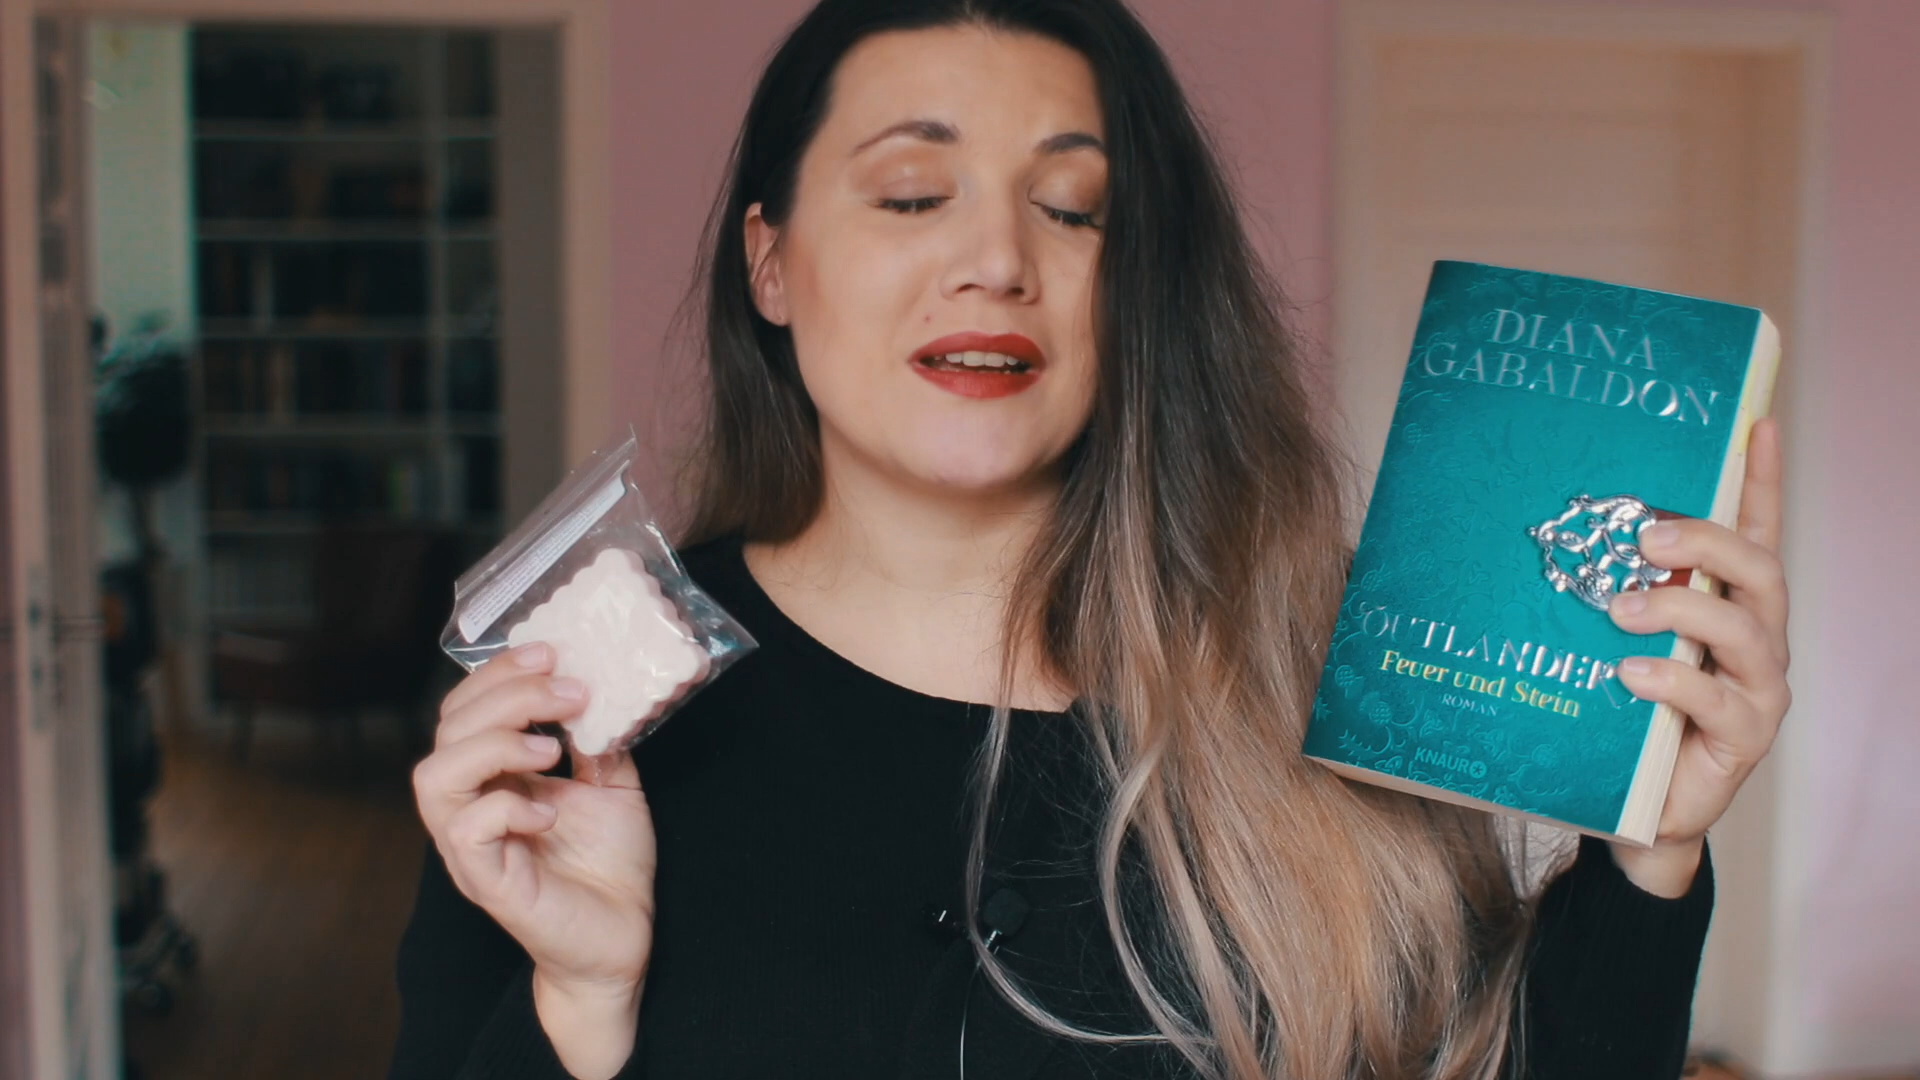 DIANA
GABALDON
OUTLANDER
Feuer und Stein
ROMAN
KNAUR